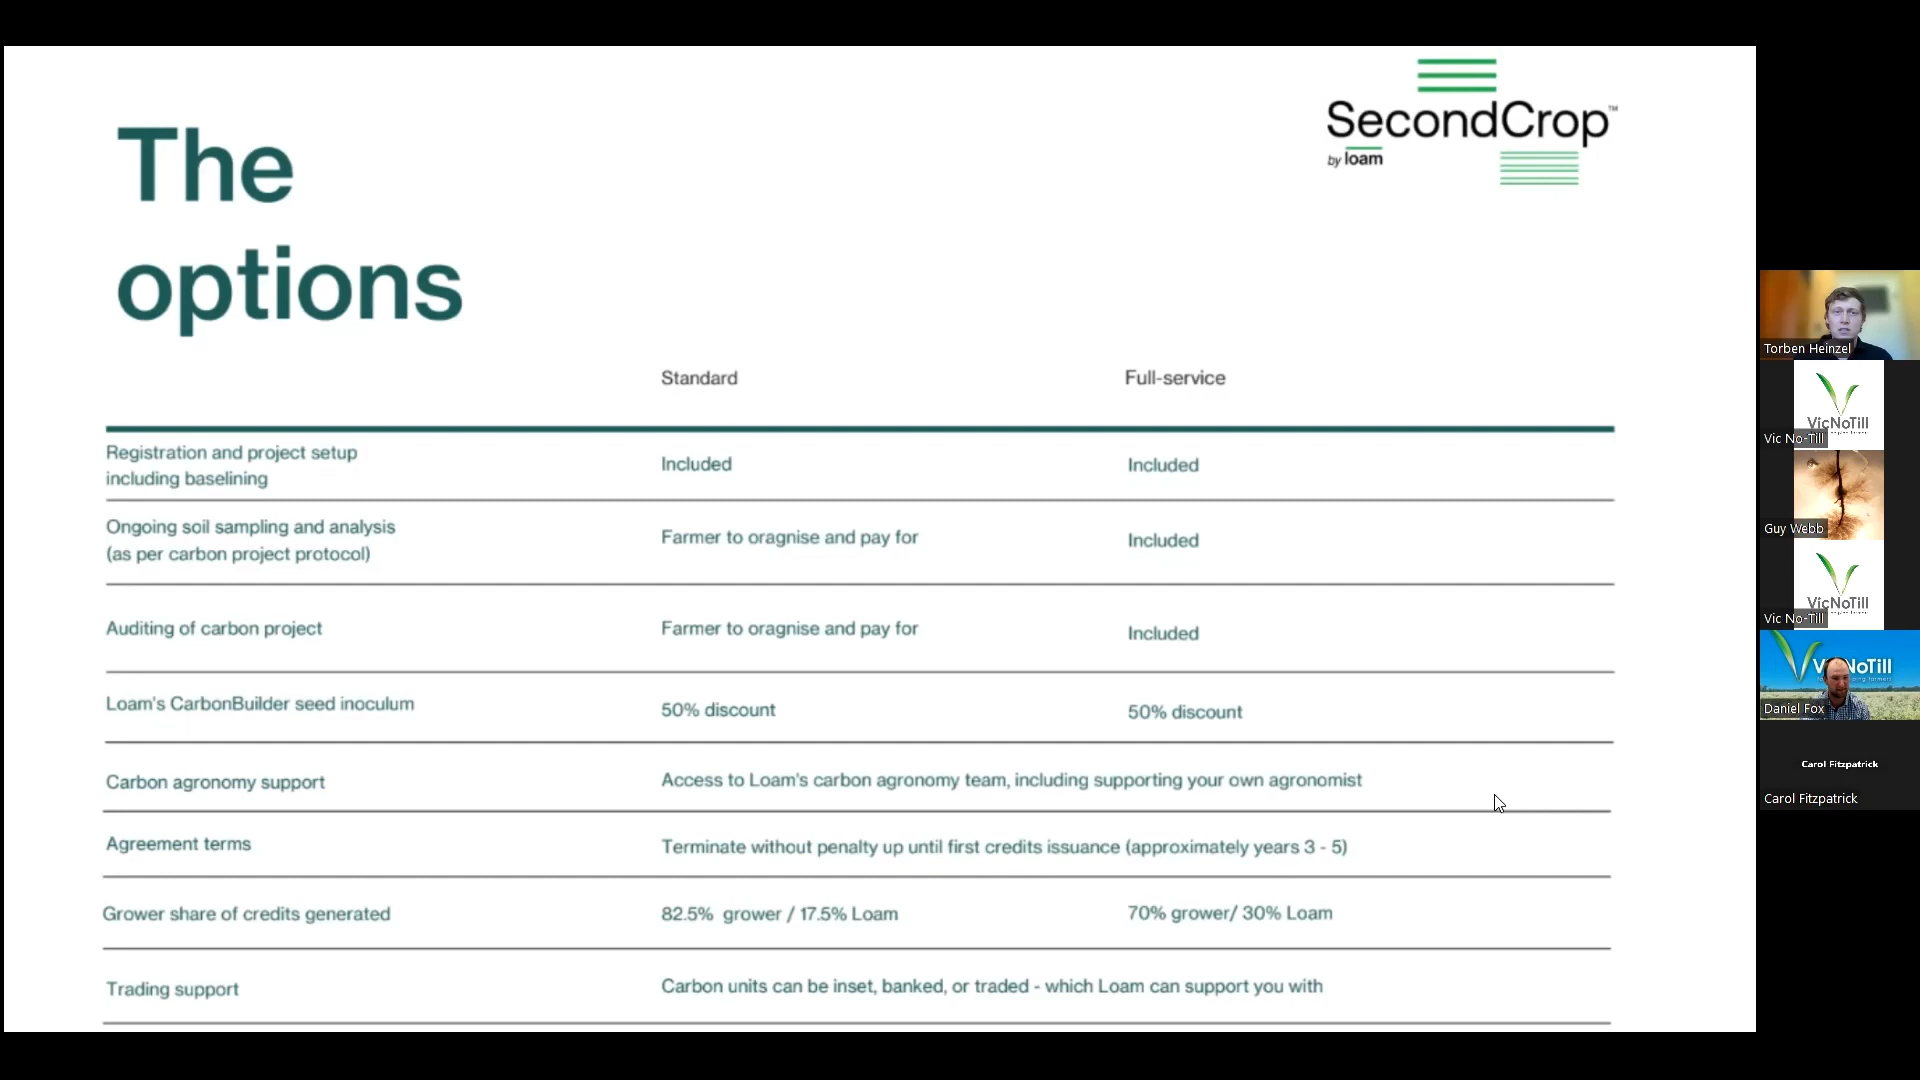 The
options
SecondCrop™
by loam
Standard
Full-service
Registration and project setup
including baselining
Included
Included
Ongoing soil sampling and analysis
(as per carbon project protocol)
Farmer to oragnise and pay for
Included
Auditing of carbon project
Farmer to oragnise and pay for
Included
Loam's CarbonBuilder seed inoculum
50% discount
50% discount
Carbon agronomy support
Access to Loam's carbon agronomy team, including supporting your own agronomist
Agreement terms
Terminate without penalty up until first credits issuance (approximately years 3 - 5)
Grower share of credits generated
82.5% grower / 17.5% Loam
70% grower/ 30% Loam
Trading support
Carbon units can be inset, banked, or traded - which Loam can support you with
Torben Heinzel
VicNoTill
Vic No-Till
Guy Webb
VicNoTill
Vic No-Till
NoTill
Daniel Fox
Carol Fitzpatrick
Carol Fitzpatrick